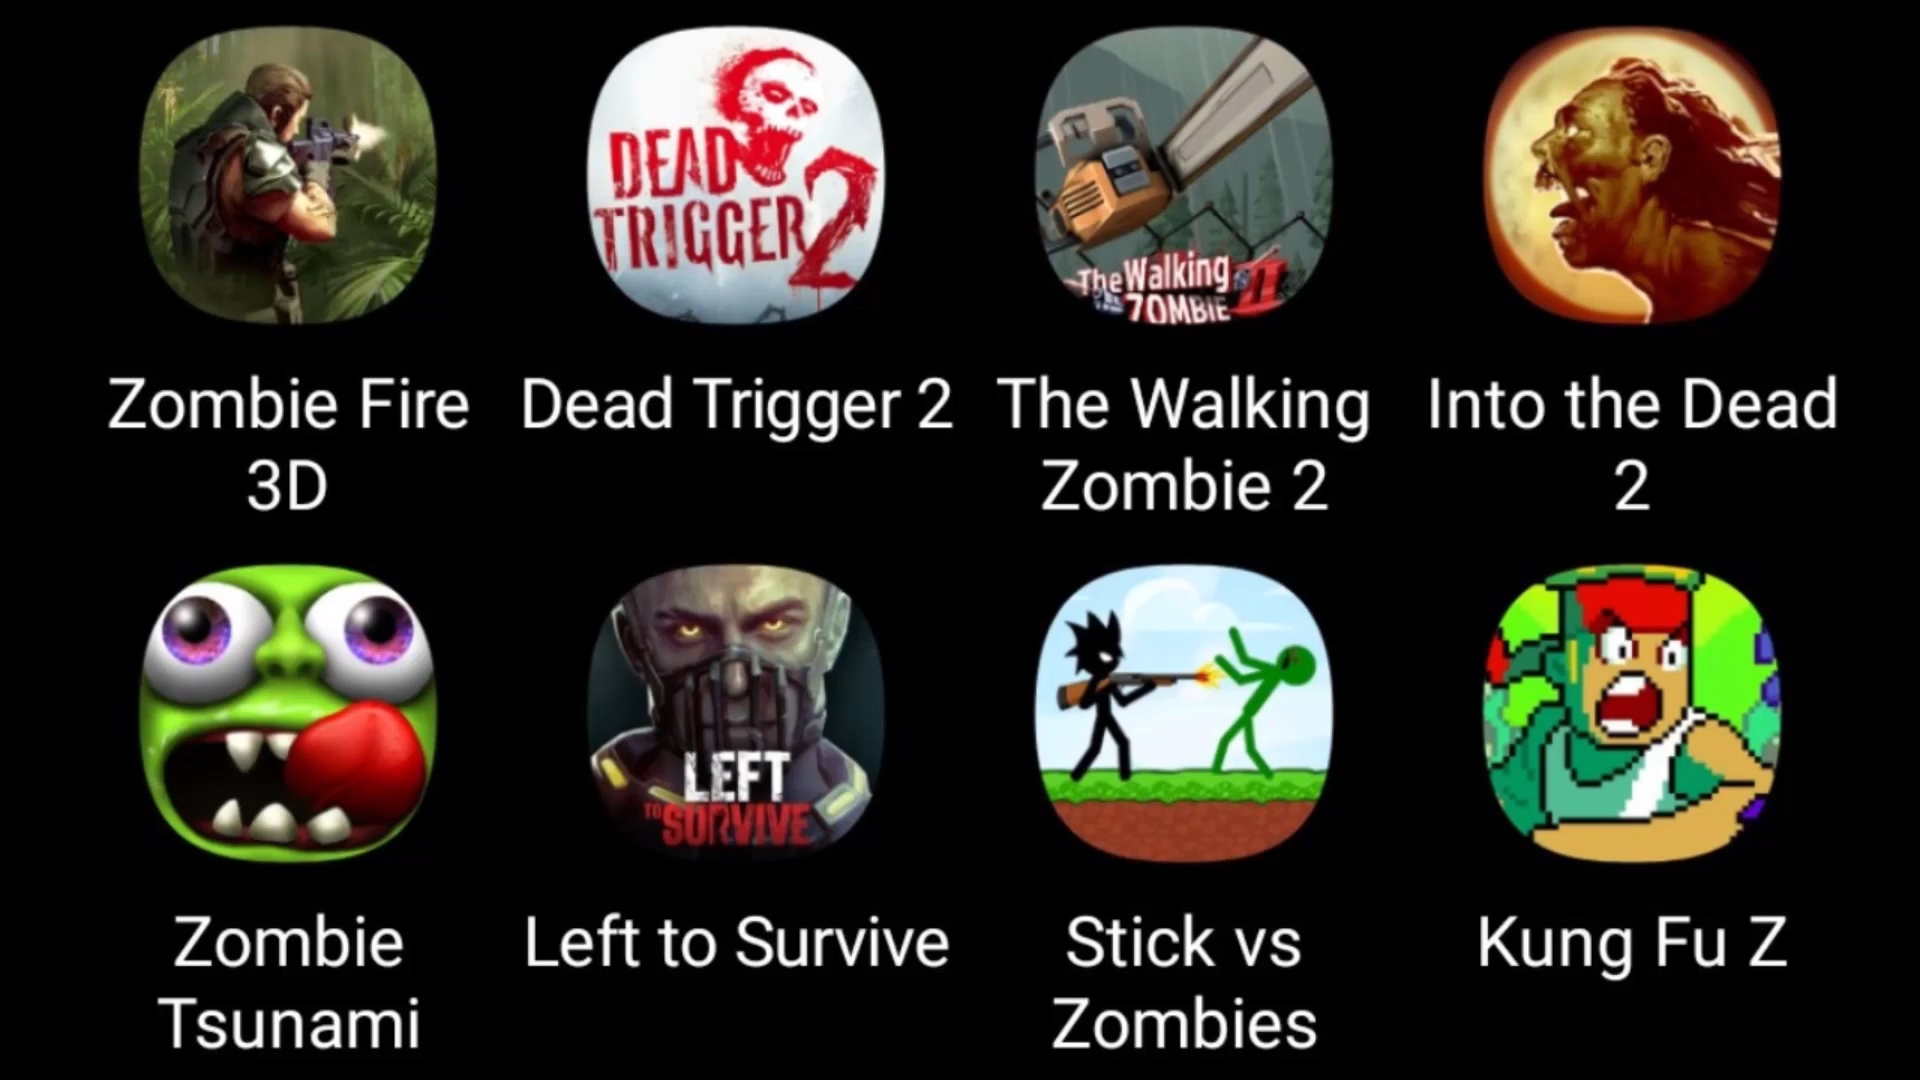 DEAD
TRIGGER 2
The Walking
ZOMBIE II
Zombie Fire
3D
Dead Trigger 2
The Walking
Zombie 2
Into the Dead
2
LEFT
TO SURVIVE
Zombie
Tsunami
Left to Survive
Stick vs
Zombies
Kung Fu Z